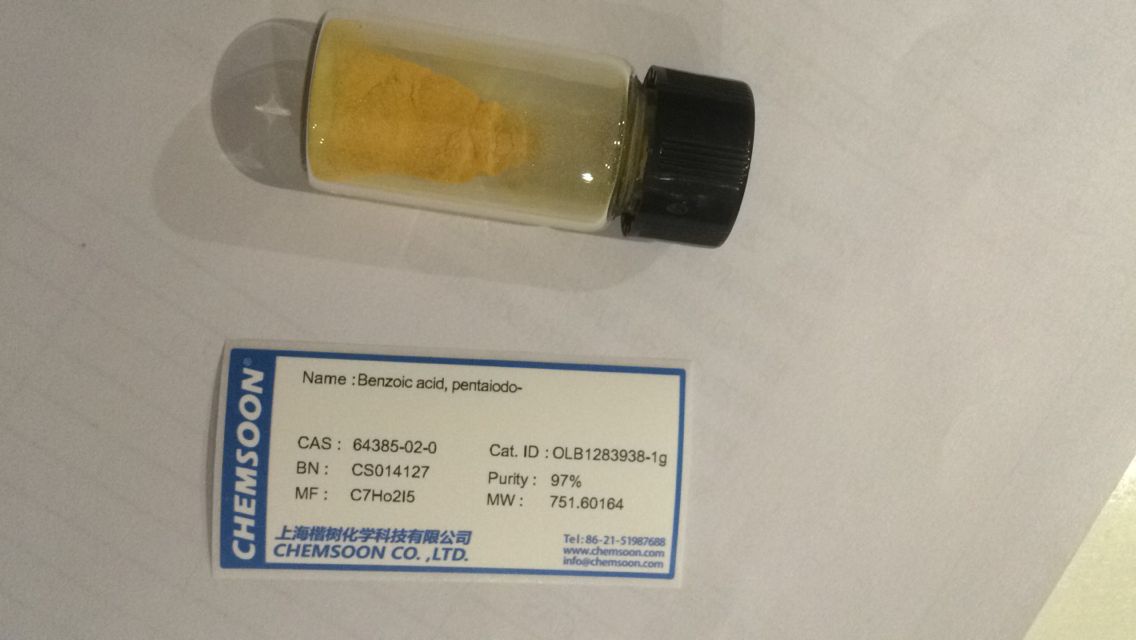 CHEMSOON®
Name : Benzoic acid, pentaiodo-
CAS : 64385-02-0
Cat. ID : OLB1283938-1g
BN : CS014127
Purity : 97%
MF : C7Ho2I5
MW : 751.60164
上海楷树化学科技有限公司
CHEMSOON CO. ,LTD.
Tel:86-21-51987688
www.chemsoon.com
info@chemsoon.com